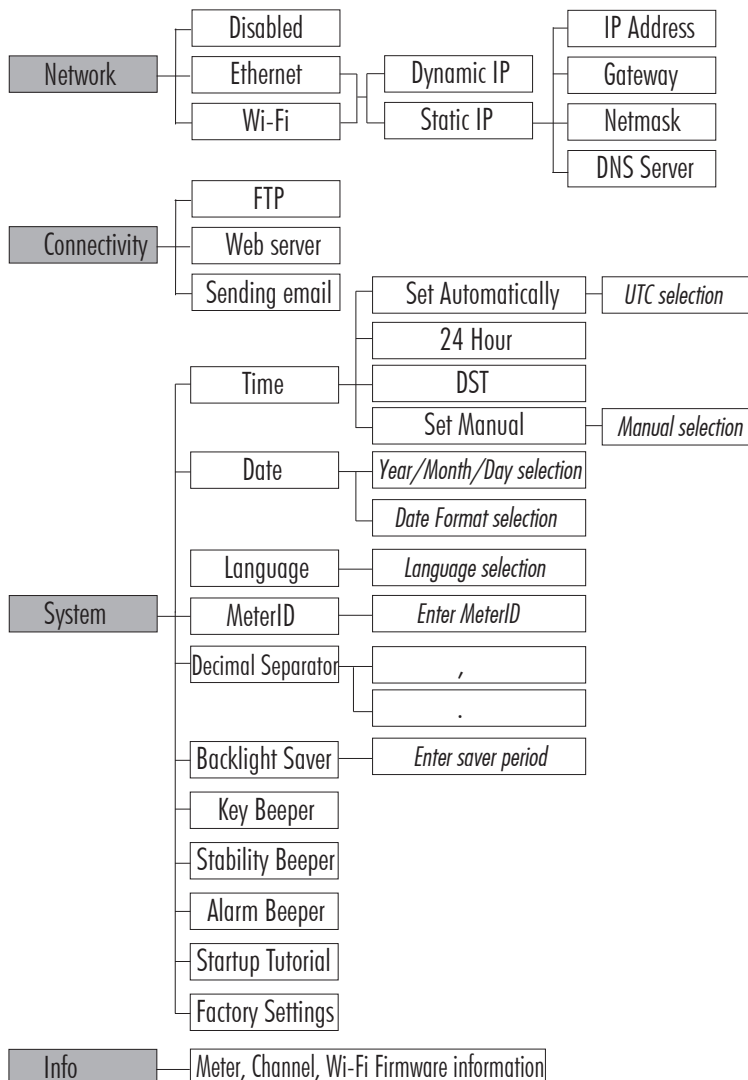 Network
Disabled
Ethernet
Wi-Fi
Dynamic IP
Static IP
IP Address
Gateway
Netmask
DNS Server
Connectivity
FTP
Web server
Sending email
System
Time
Set Automatically
UTC selection
24 Hour
DST
Set Manual
Manual selection
Date
Year/Month/Day selection
Date Format selection
Language
Language selection
MeterID
Enter MeterID
Decimal Separator
,
.
Backlight Saver
Enter saver period
Key Beeper
Stability Beeper
Alarm Beeper
Startup Tutorial
Factory Settings
Info
Meter, Channel, Wi-Fi Firmware information